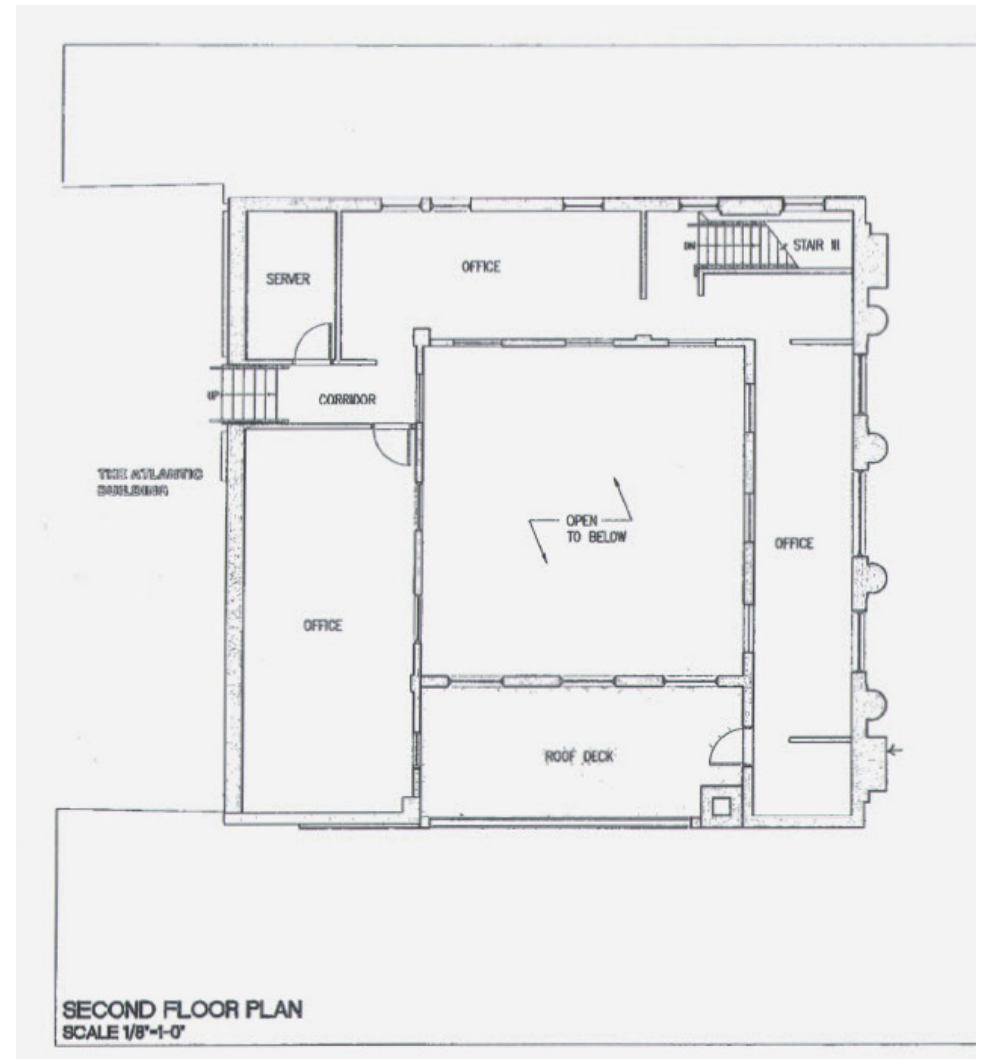 DN
STAIR III
OFFICE
SERVER
UP
CORRIDOR
THE ATLANTIC
BUILDING
OPEN
TO BELOW
OFFICE
OFFICE
ROOF DECK
SECOND FLOOR PLAN
SCALE 1/8"=1-0"